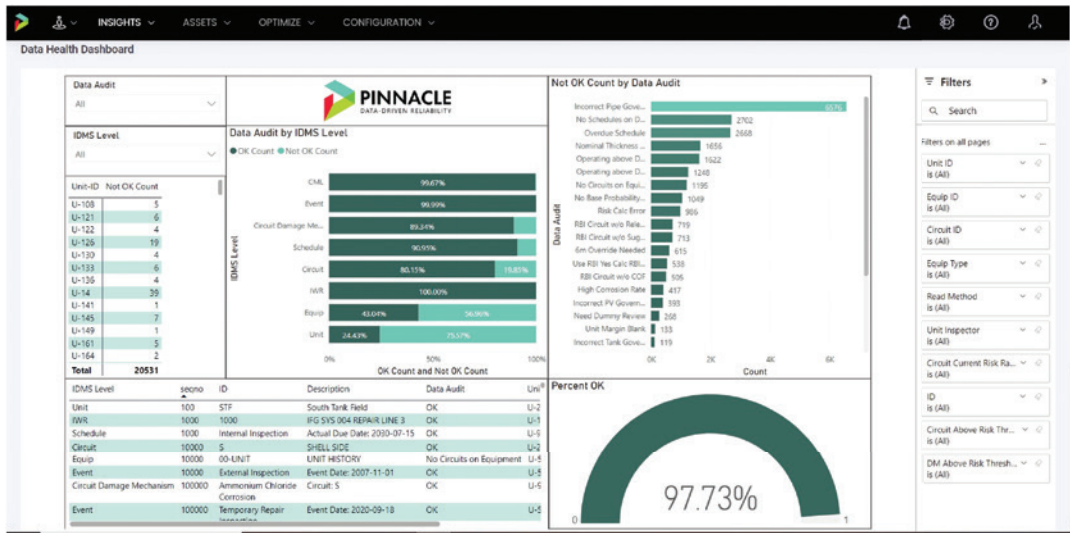 INSIGHTS ASSETS OPTIMIZE CONFIGURATION
Data Health Dashboard
Data Audit
All
IDMS Level
All
Unit-ID Not OK Count
U-108 5
U-121 6
U-122 4
U-126 19
U-130 4
U-133 6
U-136 4
U-14 39
U-141 1
U-145 7
U-149 1
U-161 5
U-164 2
Total 20531
PINNACLE
DATA-DRIVEN RELIABILITY
Data Audit by IDMS Level
OK Count Not OK Count
IDMS Level
CML 99.67%
Event 99.99%
Circuit Damage Me... 89.34%
Schedule 90.95%
Circuit 80.15% 19.85%
IWR 100.00%
Equip 43.04% 56.96%
Unit 24.43% 75.57%
0% 50% 100%
OK Count and Not OK Count
Not OK Count by Data Audit
Data Audit
Incorrect Pipe Gove... 6576
No Schedules on D... 2702
Overdue Schedule 2668
Nominal Thickness ... 1656
Operating above D... 1622
Operating above D... 1248
No Circuits on Equi... 1195
No Base Probability... 1049
Risk Calc Error 986
RBI Circuit w/o Rele... 719
RBI Circuit w/o Sug... 713
6m Override Needed 615
Use RBI Yes Calc RBI... 538
RBI Circuit w/o COF 505
High Corrosion Rate 417
Incorrect PV Govern... 393
Need Dummy Review 268
Unit Margin Blank 133
Incorrect Tank Gove... 119
0K 2K 4K 6K
Count
IDMS Level seqno ID Description Data Audit Uni
Unit 100 STF South Tank Field OK U-2
IWR 1000 1000 IFG SYS 004 REPAIR LINE 3 OK U-1
Schedule 1000 Internal Inspection Actual Due Date: 2030-07-15 OK U-9
Circuit 10000 S SHELL SIDE OK U-2
Equip 10000 00-UNIT UNIT HISTORY No Circuits on Equipment U-5
Event 10000 External Inspection Event Date: 2007-11-01 OK U-5
Circuit Damage Mechanism 100000 Ammonium Chloride Circuit: S OK U-9
Corrosion
Event 100000 Temporary Repair Event Date: 2020-09-18 OK U-5
Percent OK
97.73%
0 1
Filters
Search
Filters on all pages ...
Unit ID
is (All)
Equip ID
is (All)
Circuit ID
is (All)
Equip Type
is (All)
Read Method
is (All)
Unit Inspector
is (All)
Circuit Current Risk Ra...
is (All)
ID
is (All)
Circuit Above Risk Thr...
is (All)
DM Above Risk Thresh...
is (All)